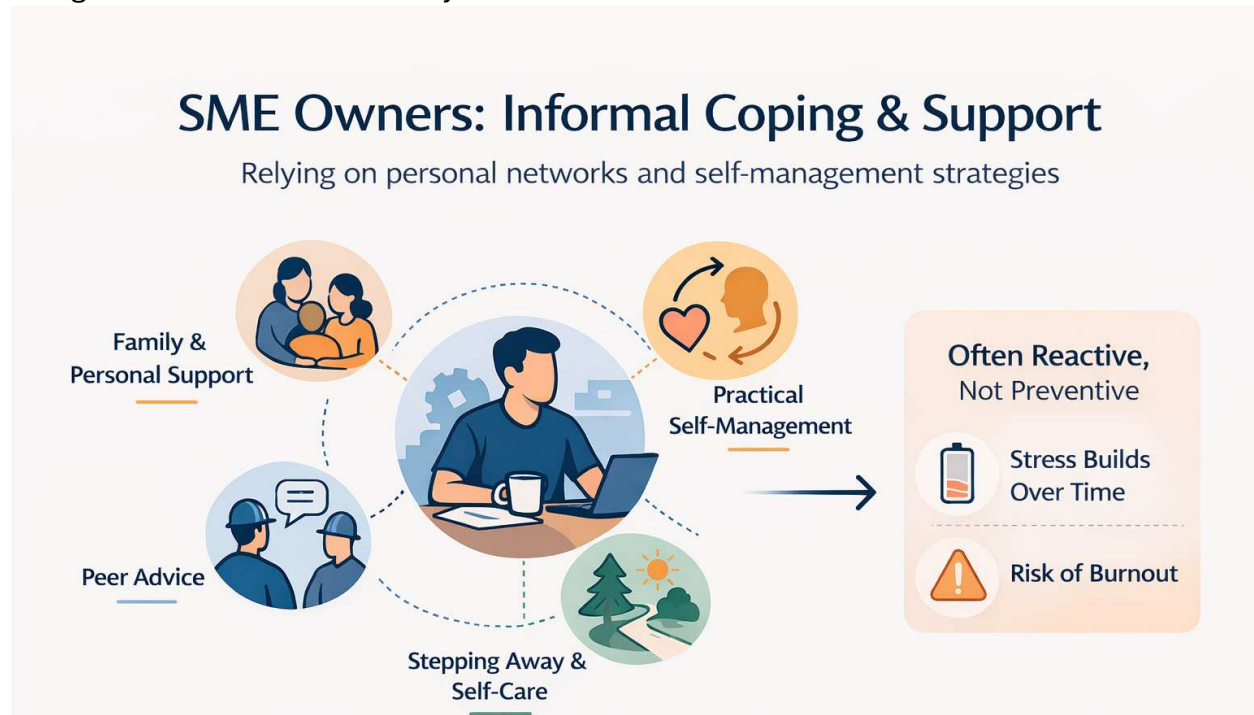 SME Owners: Informal Coping & Support
Relying on personal networks and self-management strategies
Family &
Personal Support
Practical
Self-Management
Peer Advice
Stepping Away &
Self-Care
Often Reactive,
Not Preventive
Stress Builds
Over Time
Risk of Burnout